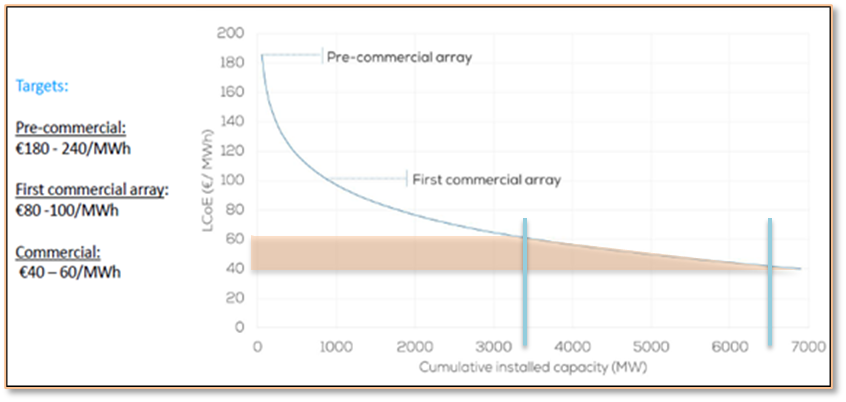 Targets:
Pre-commercial:
€180 - 240/MWh
First commercial array:
€80 -100/MWh
Commercial:
€40 – 60/MWh
LCoE (€/ MWh)
200
180
160
140
120
100
80
60
40
20
0
Pre-commercial array
First commercial array
0 1000 2000 3000 4000 5000 6000 7000
Cumulative installed capacity (MW)